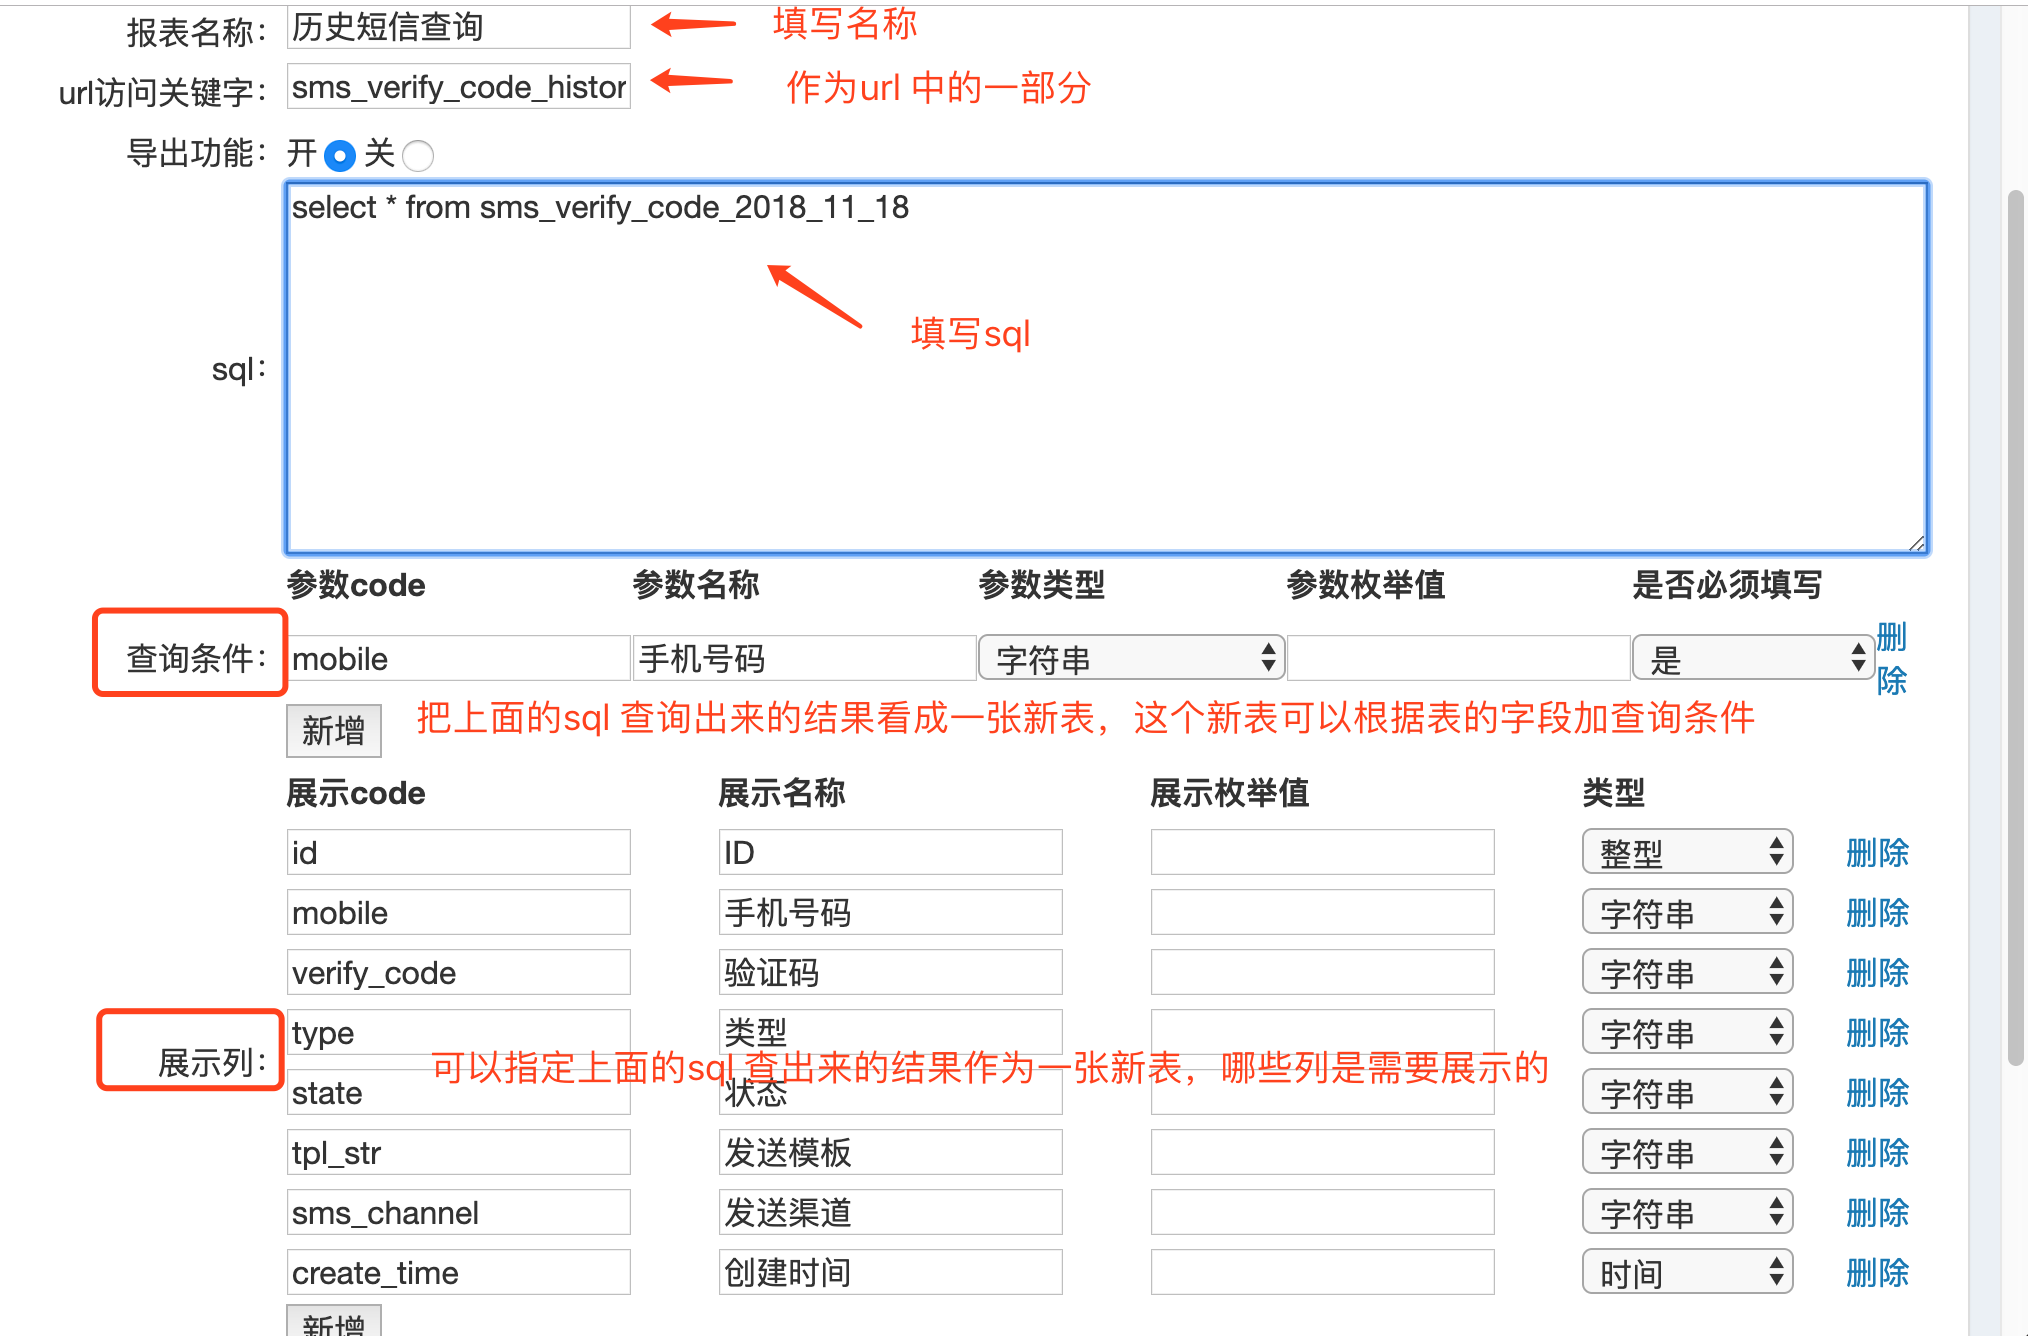 报表名称： 历史短信查询 填写名称
url访问关键字： sms_verify_code_histor 作为url 中的一部分
导出功能： 开 关
select * from sms_verify_code_2018_11_18
填写sql
sql：
参数code 参数名称 参数类型 参数枚举值 是否必须填写
查询条件： mobile 手机号码 字符串 是 删除
新增 把上面的sql 查询出来的结果看成一张新表，这个新表可以根据表的字段加查询条件
展示code 展示名称 展示枚举值 类型
id ID 整型 删除
mobile 手机号码 字符串 删除
verify_code 验证码 字符串 删除
type 类型 字符串 删除
展示列： 可以指定上面的sql 查出来的结果作为一张新表，哪些列是需要展示的
state 状态 字符串 删除
tpl_str 发送模板 字符串 删除
sms_channel 发送渠道 字符串 删除
create_time 创建时间 时间 删除
新增